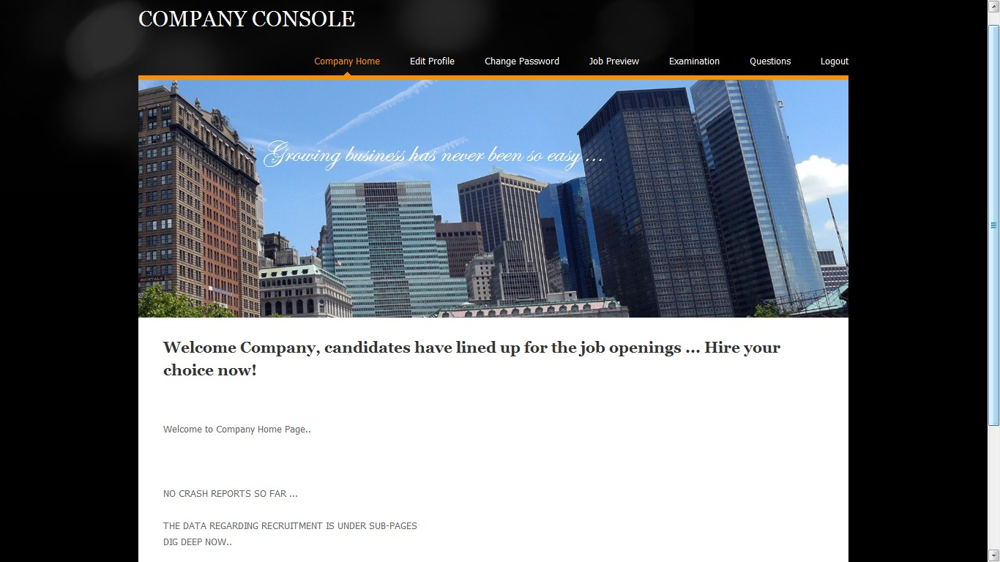 COMPANY CONSOLE
Company Home Edit Profile Change Password Job Preview Examination Questions Logout
Growing business has never been so easy ...
Welcome Company, candidates have lined up for the job openings ... Hire your
choice now!
Welcome to Company Home Page..
NO CRASH REPORTS SO FAR ...
THE DATA REGARDING RECRUITMENT IS UNDER SUB-PAGES
DIG DEEP NOW..